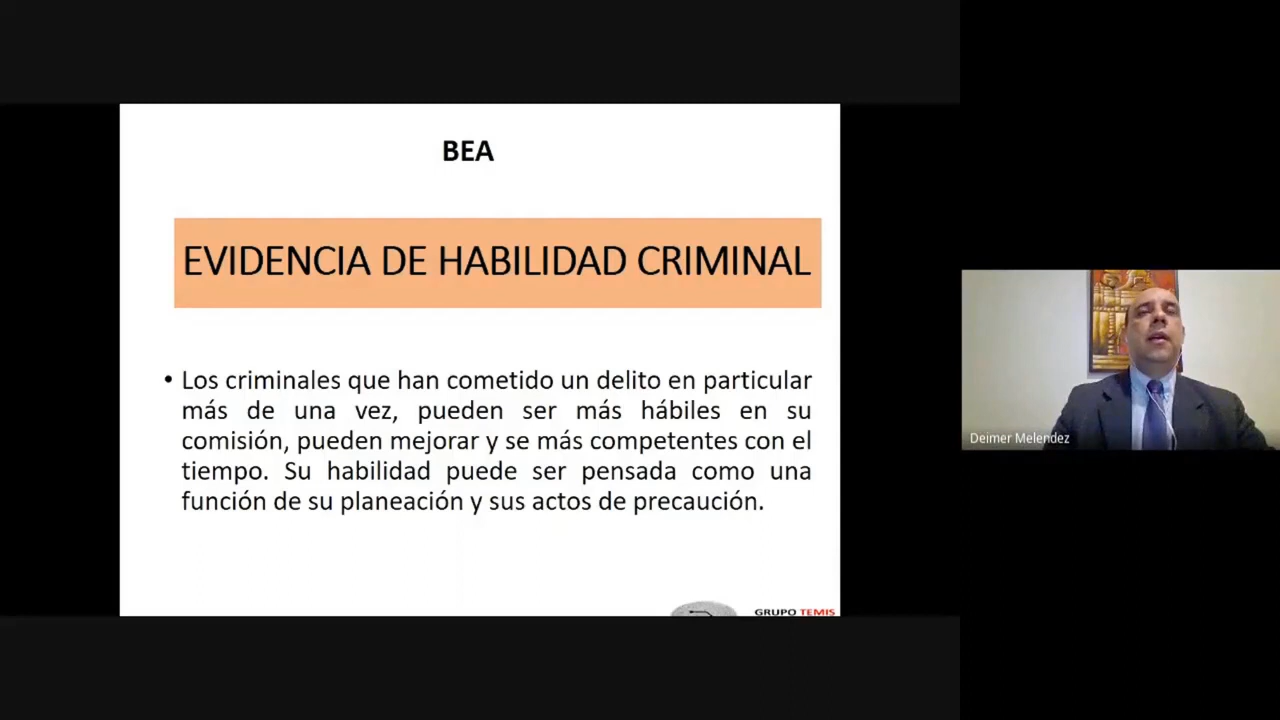 BEA
EVIDENCIA DE HABILIDAD CRIMINAL
• Los criminales que han cometido un delito en particular
más de una vez, pueden ser más hábiles en su
comisión, pueden mejorar y se más competentes con el
tiempo. Su habilidad puede ser pensada como una
función de su planeación y sus actos de precaución.
GRUPO TEMIS
Deimer Melendez